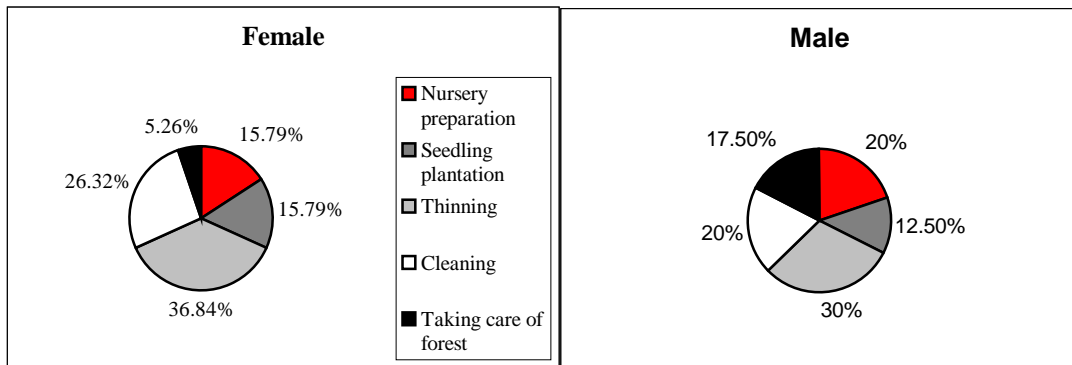 Female
5.26%
15.79%
26.32%
15.79%
36.84%
Nursery
preparation
Seedling
plantation
Thinning
Cleaning
Taking care of
forest
Male
17.50%
20%
20%
12.50%
30%